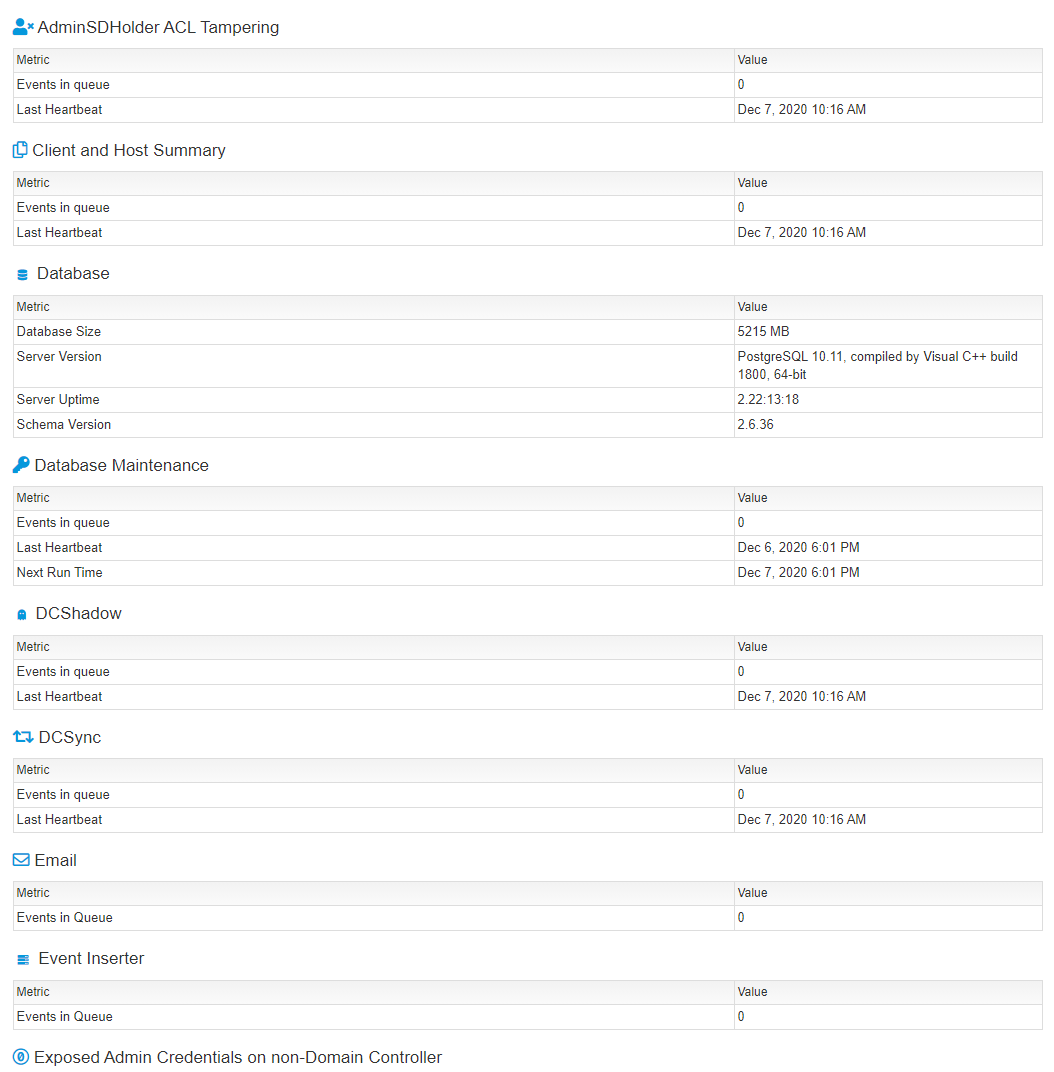 AdminSDHolder ACL Tampering
Metric Value
Events in queue 0
Last Heartbeat Dec 7, 2020 10:16 AM
Client and Host Summary
Metric Value
Events in queue 0
Last Heartbeat Dec 7, 2020 10:16 AM
Database
Metric Value
Database Size 5215 MB
Server Version PostgreSQL 10.11, compiled by Visual C++ build
1800, 64-bit
Server Uptime 2.22:13:18
Schema Version 2.6.36
Database Maintenance
Metric Value
Events in queue 0
Last Heartbeat Dec 6, 2020 6:01 PM
Next Run Time Dec 7, 2020 6:01 PM
DCShadow
Metric Value
Events in queue 0
Last Heartbeat Dec 7, 2020 10:16 AM
DCSync
Metric Value
Events in queue 0
Last Heartbeat Dec 7, 2020 10:16 AM
Email
Metric Value
Events in Queue 0
Event Inserter
Metric Value
Events in Queue 0
Exposed Admin Credentials on non-Domain Controller